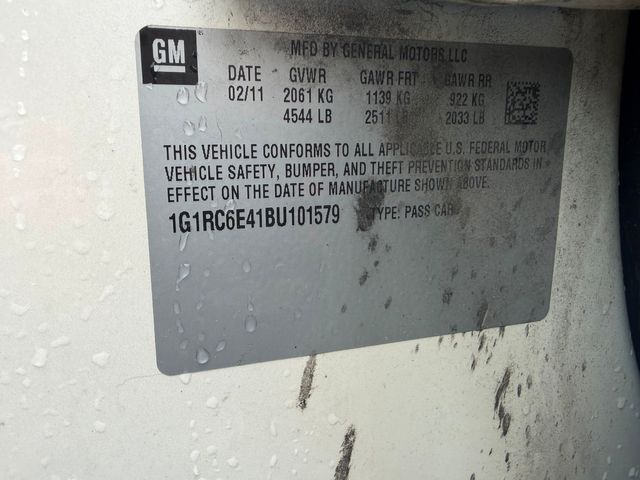 GM
MFD BY GENERAL MOTORS LLC
DATE GVWR GAWR FRT GAWR RR
02/11 2061 KG 1139 KG 922 KG
4544 LB 2511 LB 2033 LB
THIS VEHICLE CONFORMS TO ALL APPLICABLE U.S. FEDERAL MOTOR
VEHICLE SAFETY, BUMPER, AND THEFT PREVENTION STANDARDS IN
EFFECT ON THE DATE OF MANUFACTURE SHOWN ABOVE.
1G1RC6E41BU101579 TYPE: PASS CAR